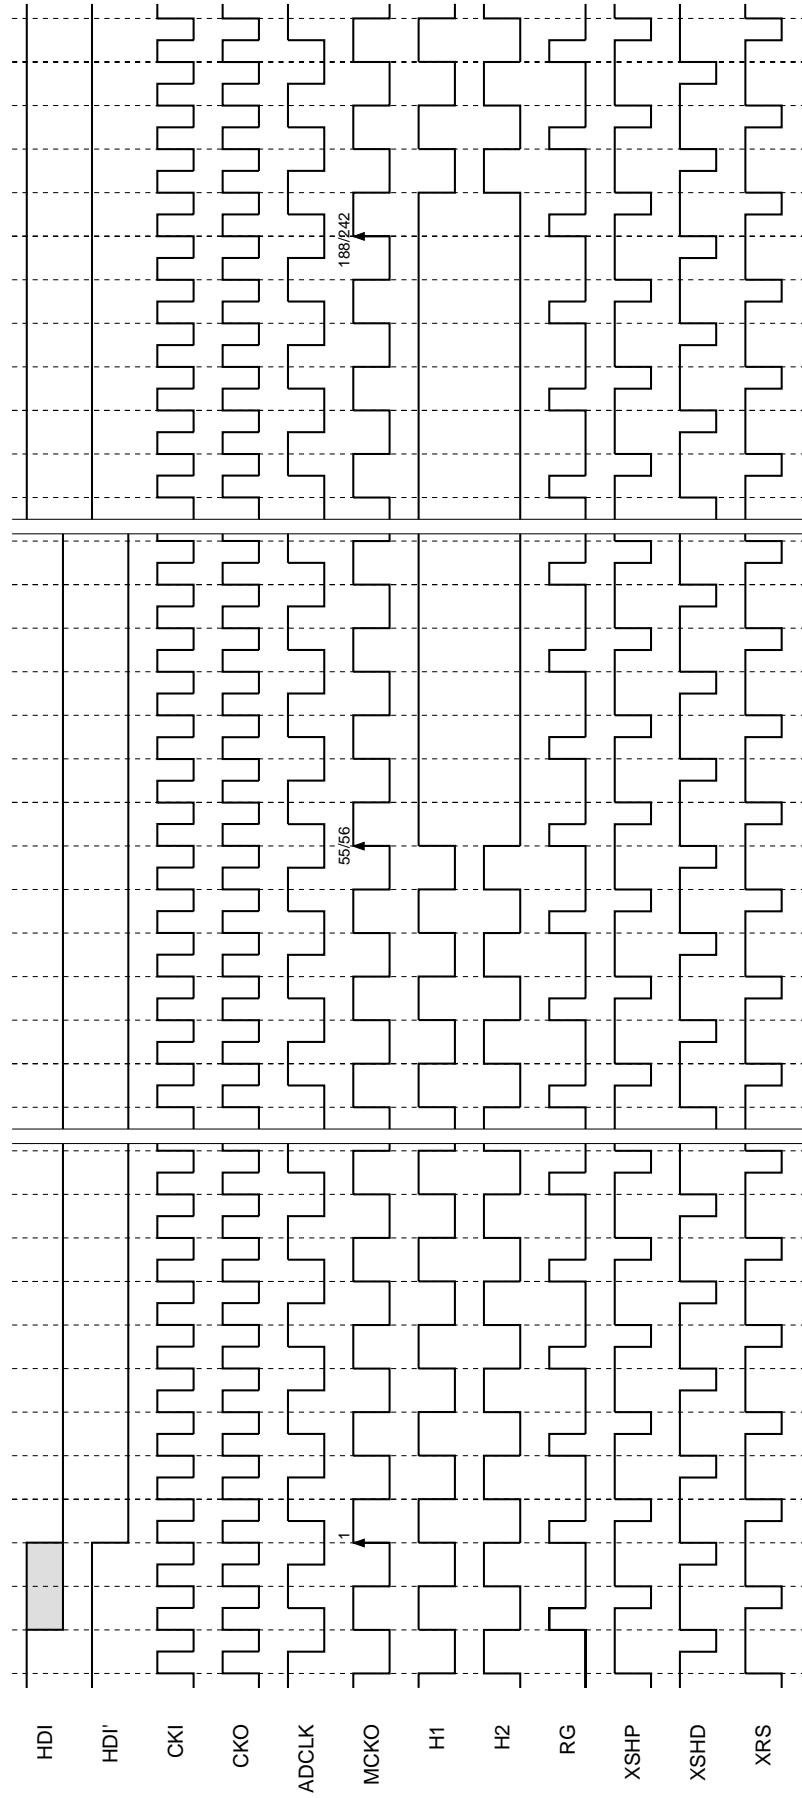 HDI
HDI'
CKI
CKO
ADCLK
MCKO
H1
H2
RG
XSHP
XSHD
XRS
1
55/56
188/242